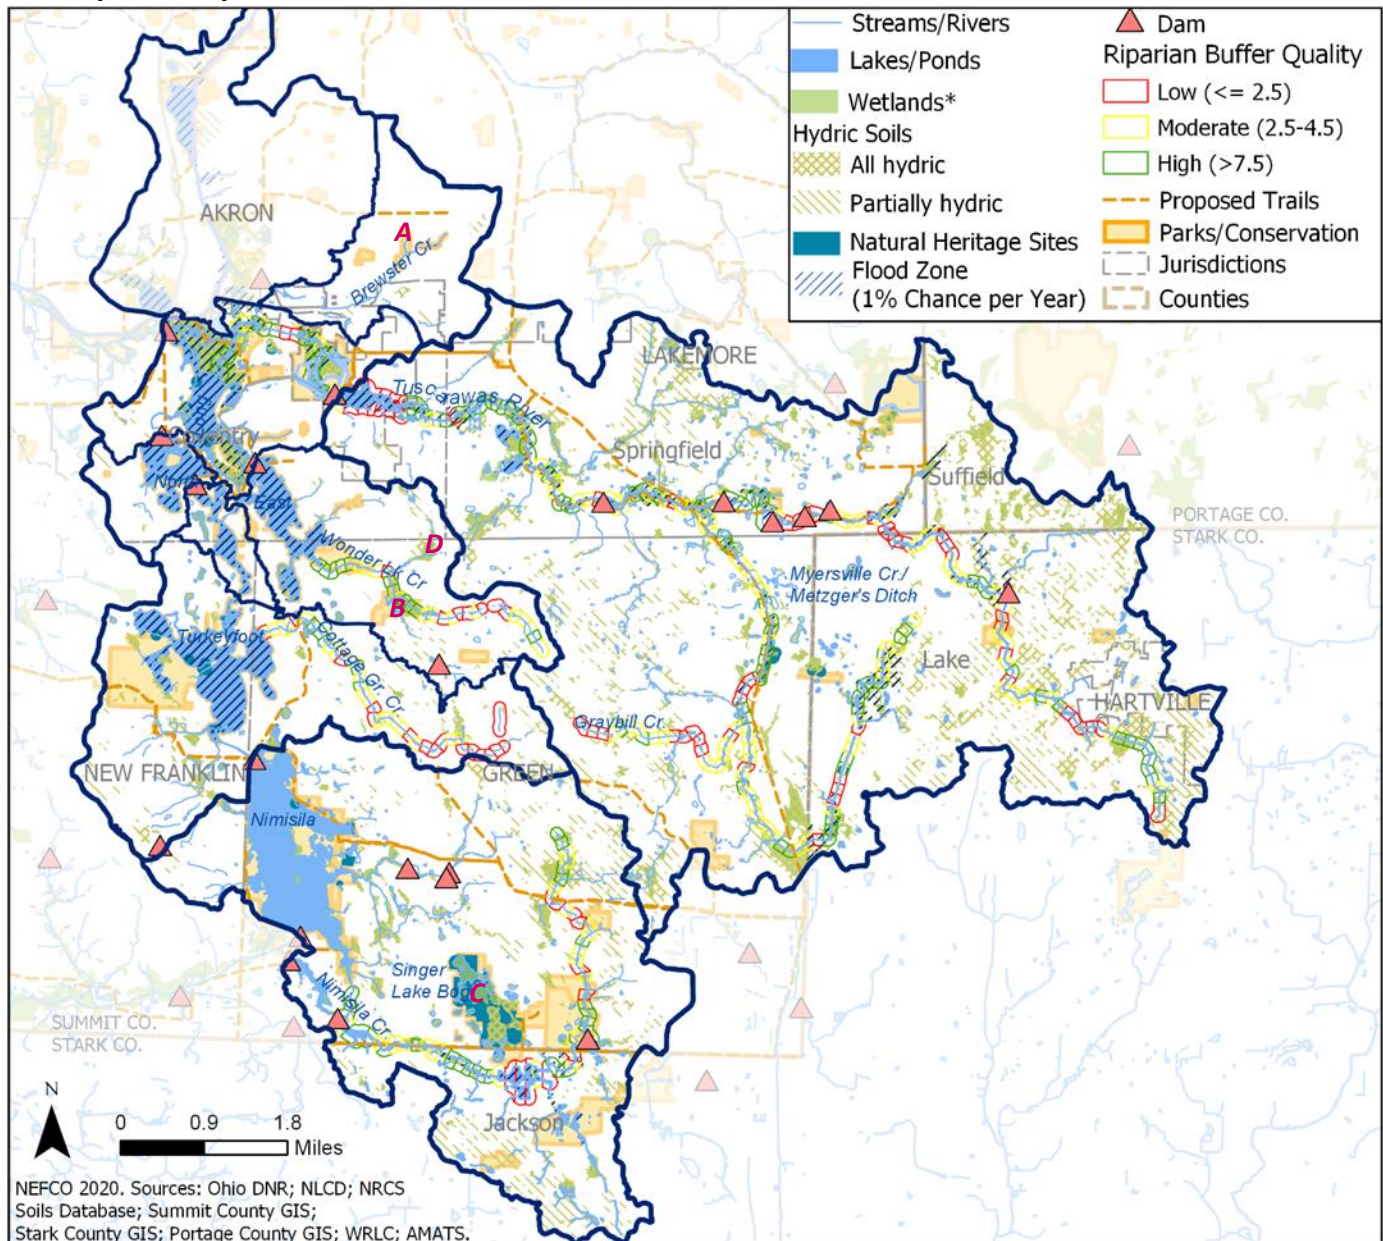 Streams/Rivers
Lakes/Ponds
Wetlands*
Hydric Soils
All hydric
Partially hydric
Natural Heritage Sites
Flood Zone
(1% Chance per Year)
Dam
Riparian Buffer Quality
Low (<= 2.5)
Moderate (2.5-4.5)
High (>7.5)
Proposed Trails
Parks/Conservation
Jurisdictions
Counties
AKRON
A
Brewster Cr.
LAKEMORE
Tuscarawas River
Coventry
Springfield
Suffield
North
East
PORTAGE CO.
STARK CO.
D
Wonder Lk Cr
B
Myersville Cr./
Metzger's Ditch
Turkeyfoot
Cottage Gr. Cr
Lake
HARTVILLE
Graybill Cr.
NEW FRANKLIN
GREEN
Nimisila
Singer
Lake Bog
C
Nimisila Cr.
SUMMIT CO.
STARK CO.
Jackson
N
0 0.9 1.8
Miles
NEFCO 2020. Sources: Ohio DNR; NLCD; NRCS
Soils Database; Summit County GIS;
Stark County GIS; Portage County GIS; WRLC; AMATS.